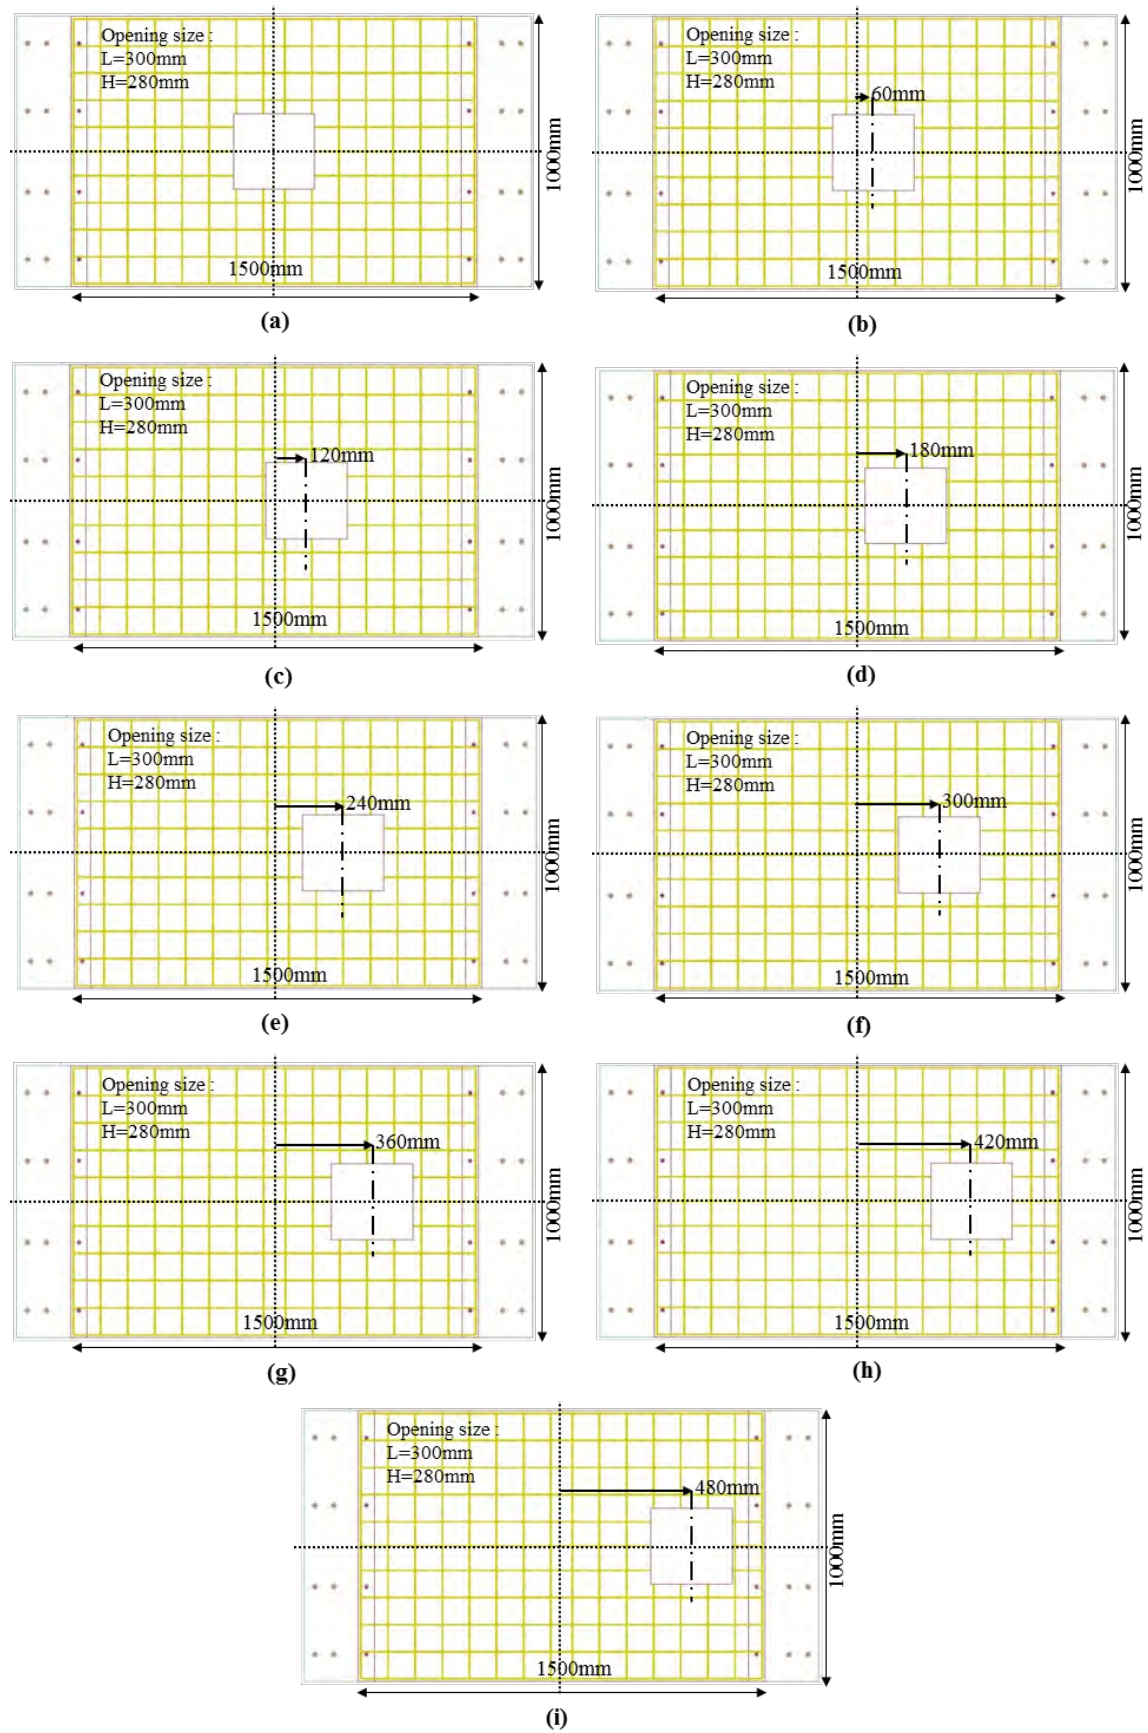 Opening size :
L=300mm
H=280mm
1000mm
1500mm
(a)
Opening size :
L=300mm
H=280mm
60mm
1000mm
1500mm
(b)
Opening size :
L=300mm
H=280mm
120mm
1000mm
1500mm
(c)
Opening size :
L=300mm
H=280mm
180mm
1000mm
1500mm
(d)
Opening size :
L=300mm
H=280mm
240mm
1000mm
1500mm
(e)
Opening size :
L=300mm
H=280mm
300mm
1000mm
1500mm
(f)
Opening size :
L=300mm
H=280mm
360mm
1000mm
1500mm
(g)
Opening size :
L=300mm
H=280mm
420mm
1000mm
1500mm
(h)
Opening size :
L=300mm
H=280mm
480mm
1000mm
1500mm
(i)